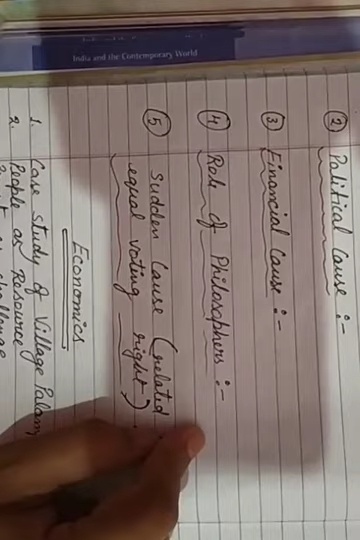 India and the Contemporary World
② Political Cause :-
③ Financial Cause :-
④ Role of Philosophers :-
⑤ Sudden Cause (related
equal voting right).
Economics
1. Case Study of Village Palam
2. People as Resource
challenge